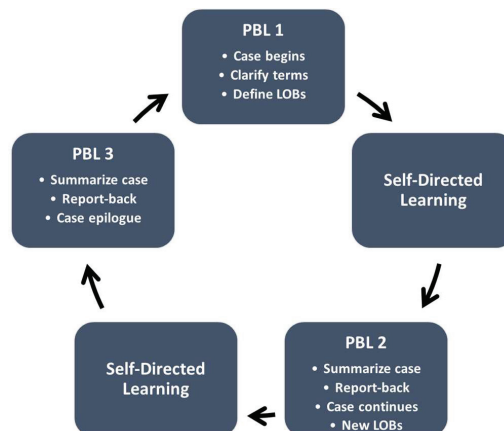 PBL 1
• Case begins
• Clarify terms
• Define LOBs
Self-Directed
Learning
PBL 2
• Summarize case
• Report-back
• Case continues
• New LOBs
Self-Directed
Learning
PBL 3
• Summarize case
• Report-back
• Case epilogue